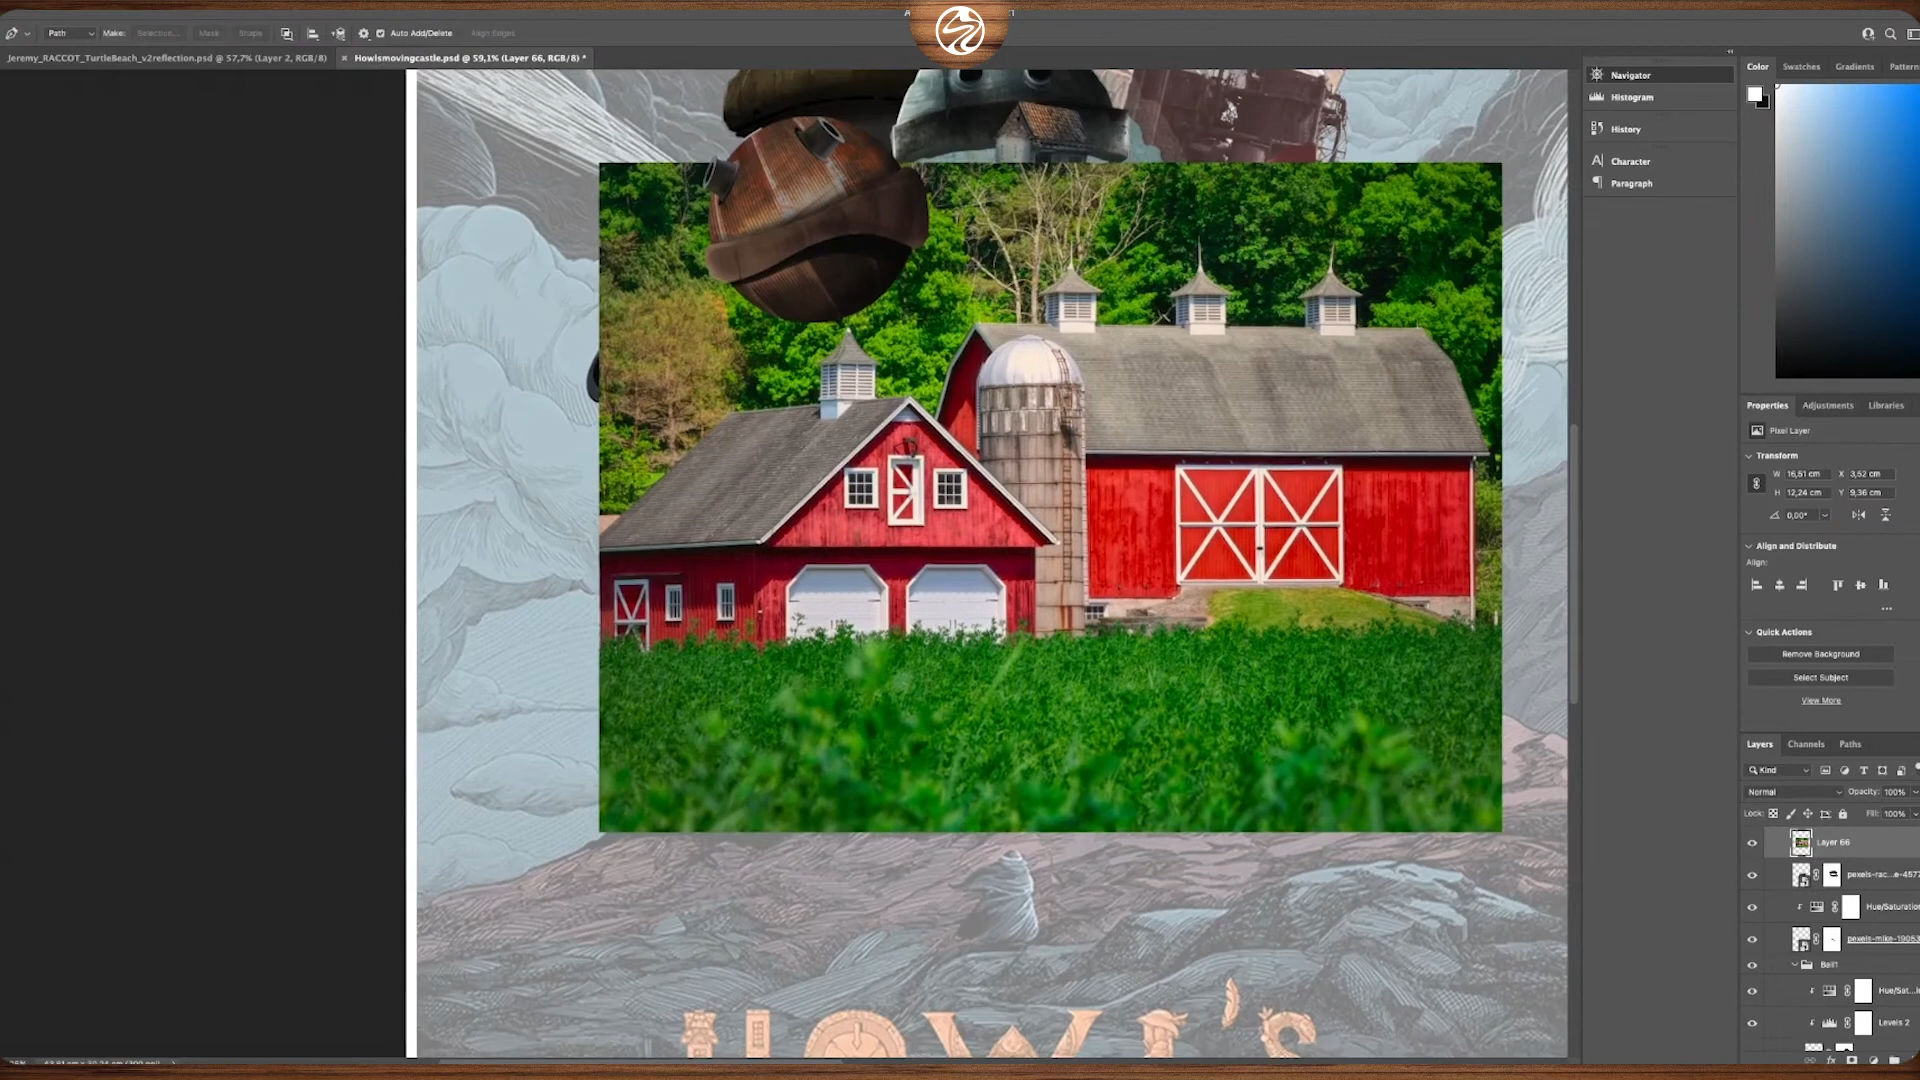 Path
Make:
Selection...
Mask
Shape
Auto Add/Delete
Align Edges
Jeremy_RACCOT_TurtleBeach_v2reflection.psd @ 57,7% (Layer 2, RGB/8)
Howlsmovingcastle.psd @ 59,1% (Layer 66, RGB/8) *
Navigator
Histogram
History
Character
Paragraph
Color
Swatches
Gradients
Pattern
Properties
Adjustments
Libraries
Pixel Layer
Transform
W 16,51 cm X 3,52 cm
H 12,24 cm Y 9,36 cm
0,00°
Align and Distribute
Align:
Quick Actions
Remove Background
Select Subject
View More
Layers
Channels
Paths
Kind
Normal
Opacity: 100%
Lock:
Fill: 100%
Layer 66
pexels-rac...e-4577
Hue/Saturation
pexels-mike-19053
Ball1
Hue/Sat...
Levels 2
HOWL'S